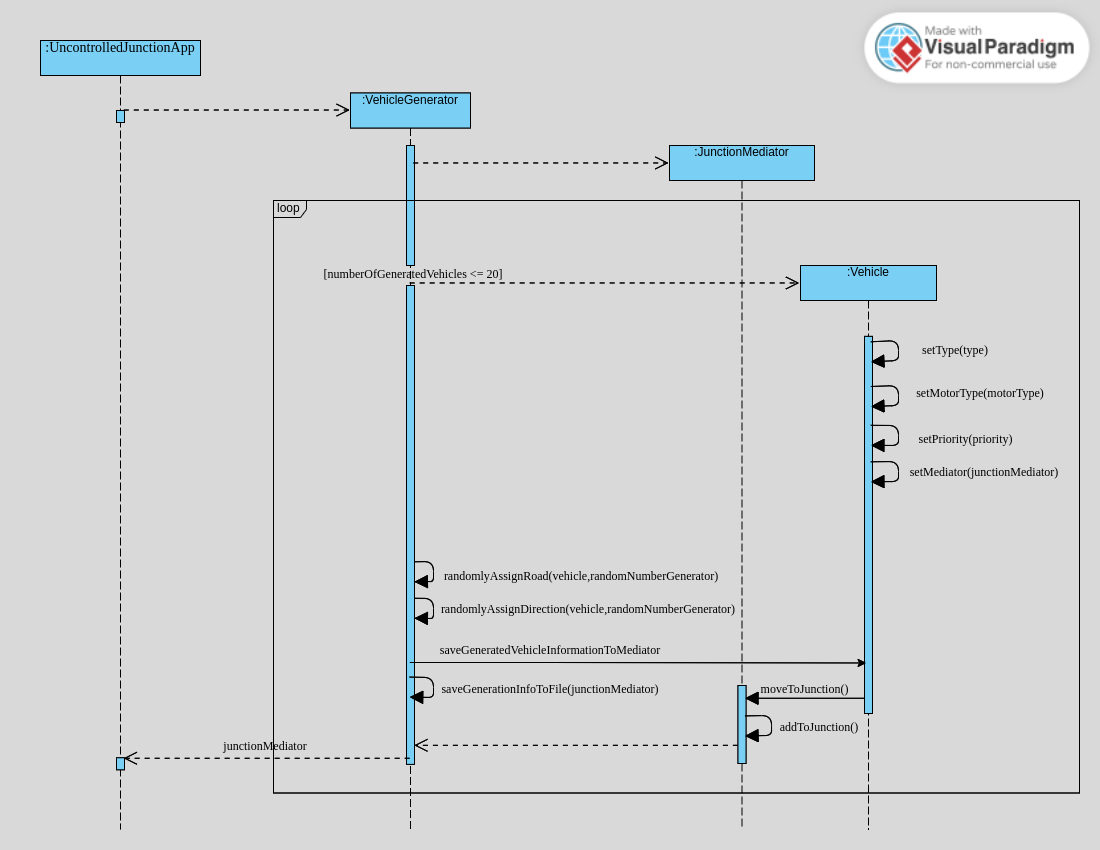 Made with
Visual Paradigm
For non-commercial use
:UncontrolledJunctionApp
:VehicleGenerator
:JunctionMediator
loop
[numberOfGeneratedVehicles <= 20]
:Vehicle
setType(type)
setMotorType(motorType)
setPriority(priority)
setMediator(junctionMediator)
randomlyAssignRoad(vehicle,randomNumberGenerator)
randomlyAssignDirection(vehicle,randomNumberGenerator)
saveGeneratedVehicleInformationToMediator
saveGenerationInfoToFile(junctionMediator)
moveToJunction()
addToJunction()
junctionMediator